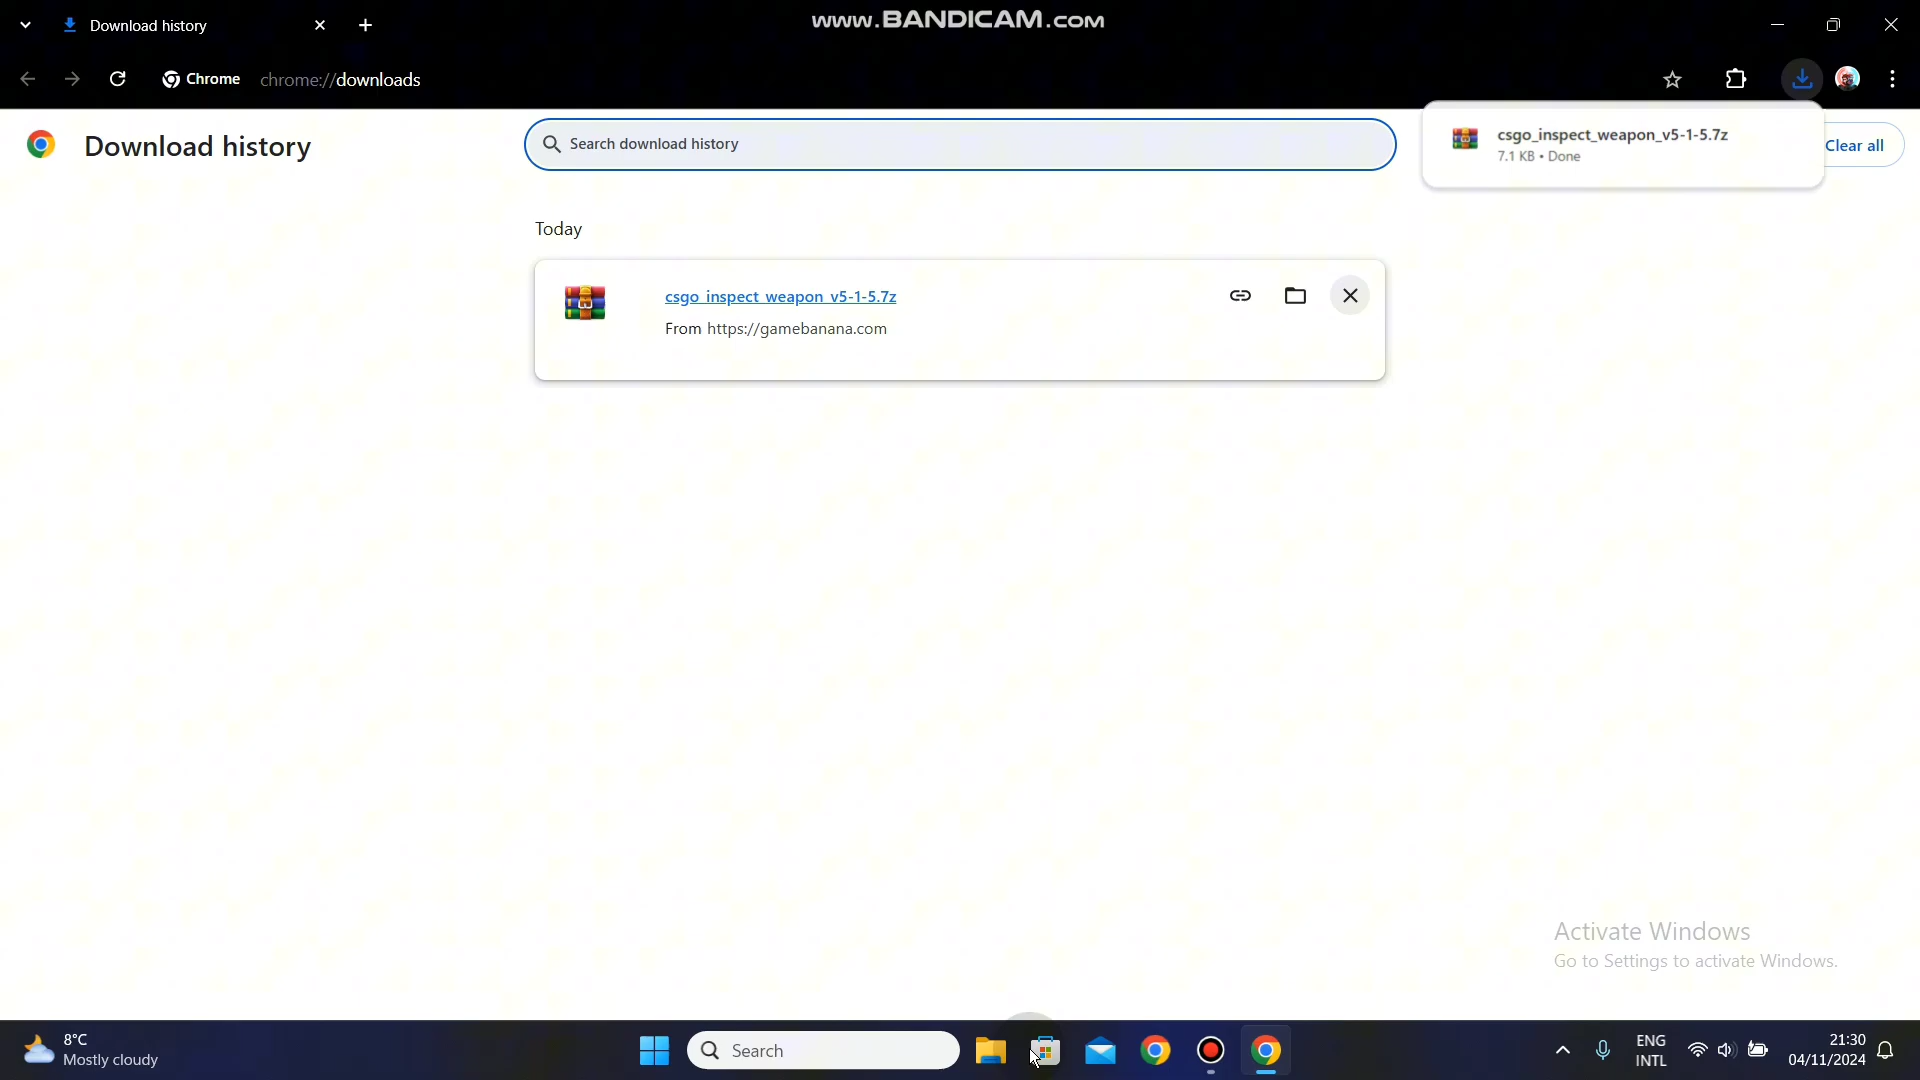 Download history
www.BANDICAM.com
Chrome
chrome://downloads
Download history
Search download history
csgo_inspect_weapon_v5-1-5.7z
7.1 KB • Done
Clear all
Today
csgo_inspect_weapon_v5-1-5.7z
From https://gamebanana.com
Activate Windows
Go to Settings to activate Windows.
8°C
Mostly cloudy
Search
ENG
INTL
21:30
04/11/2024